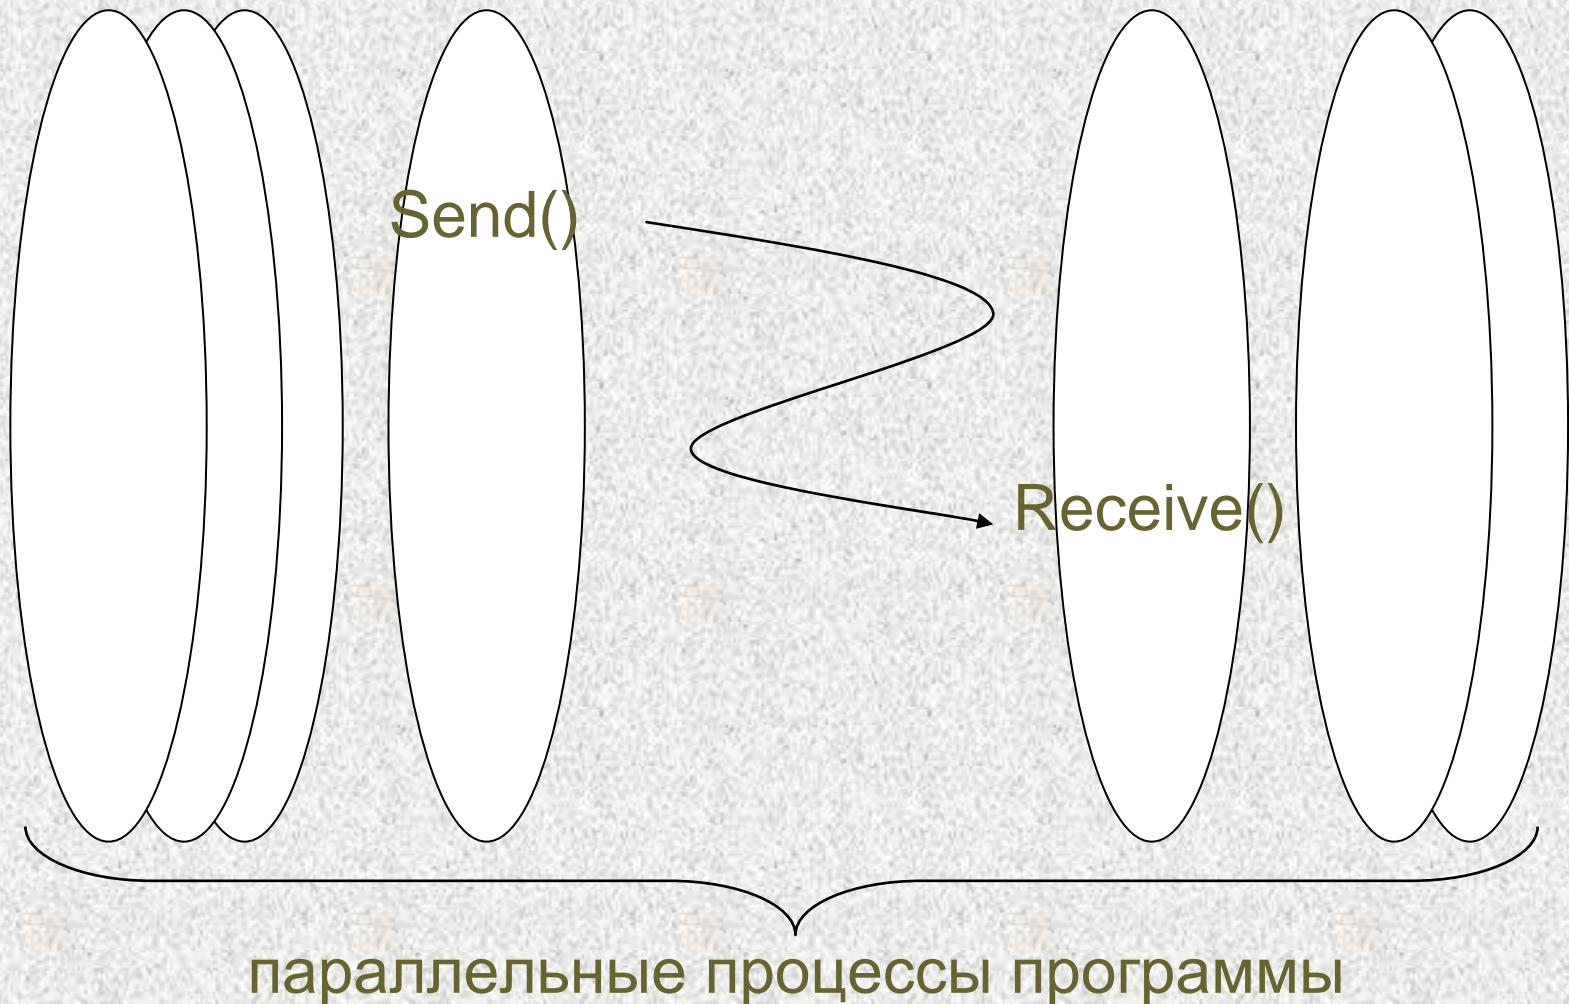 Send()
Receive()
параллельные процессы программы